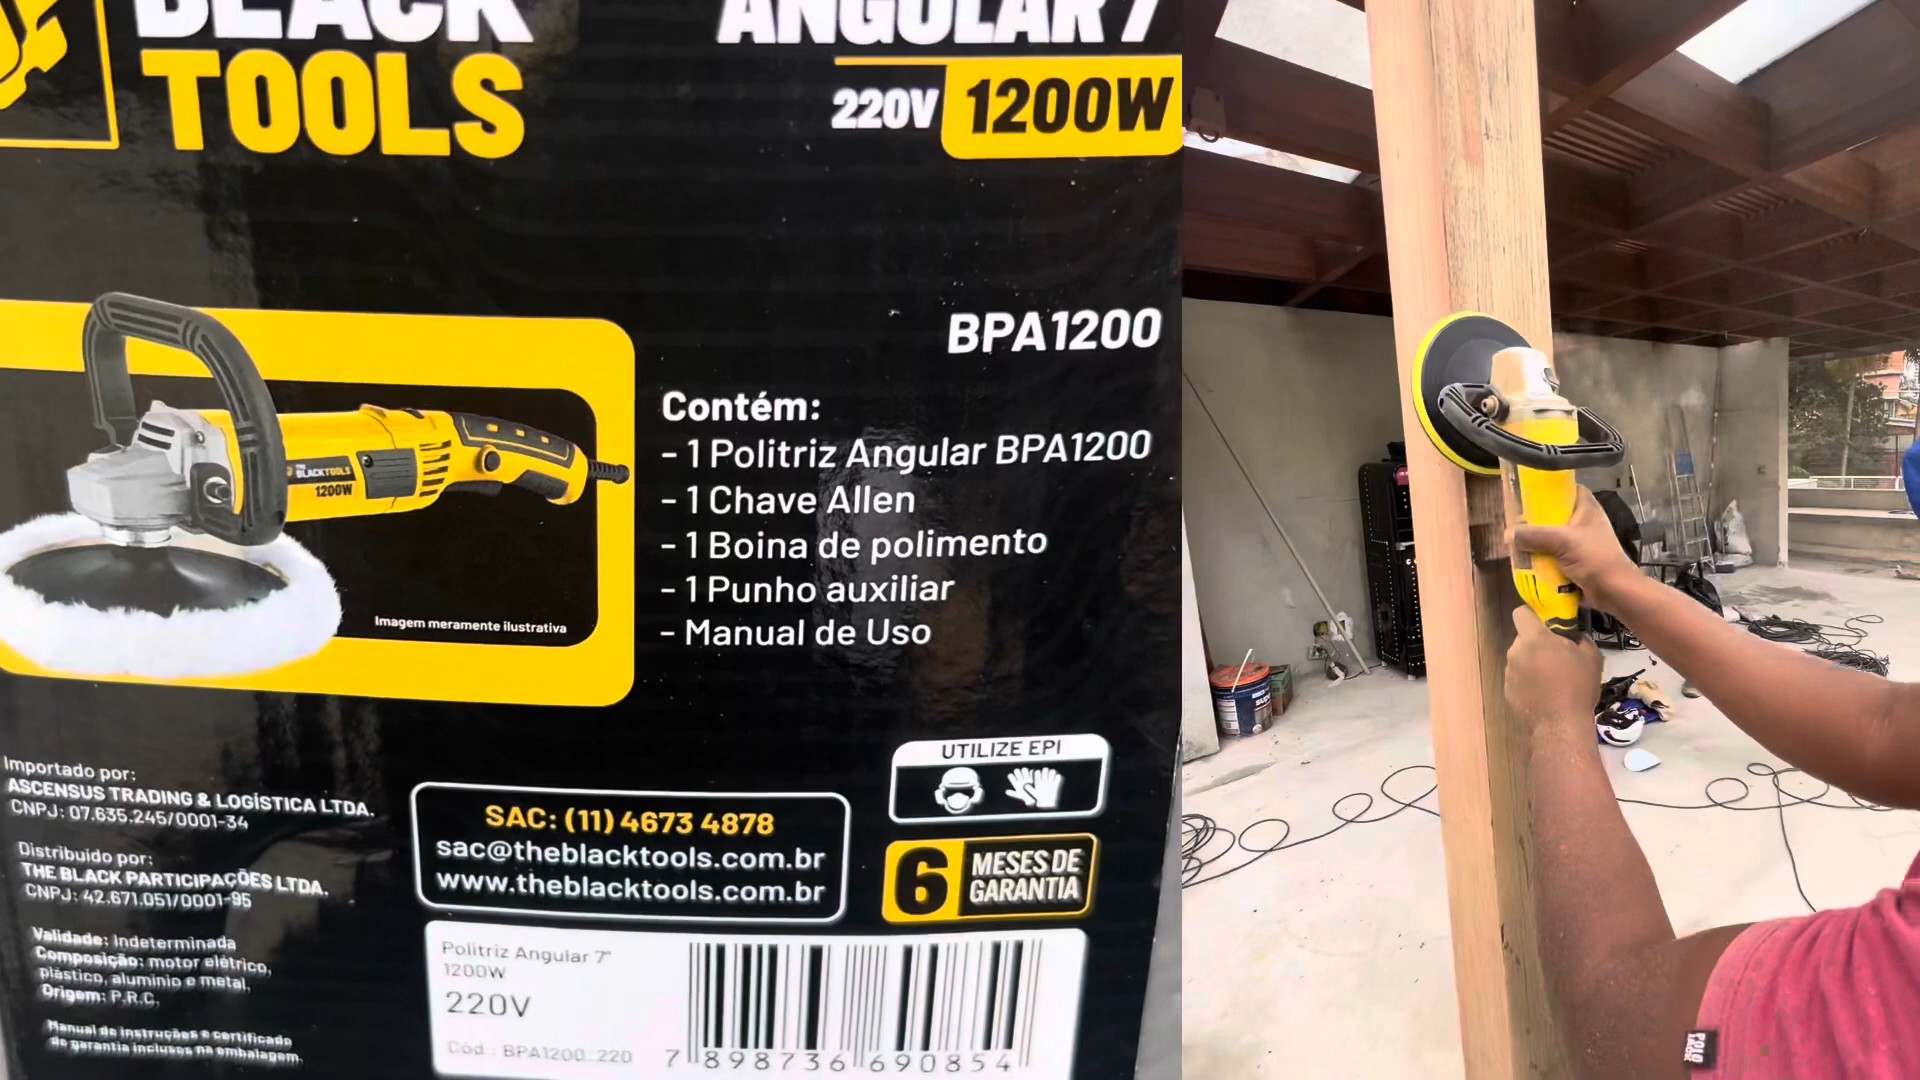 BLACK
TOOLS
ANGULAR 7
220V 1200W
BPA1200
THE
BLACKTOOLS
1200W
Imagem meramente ilustrativa
Contém:
- 1 Politriz Angular BPA1200
- 1 Chave Allen
- 1 Boina de polimento
- 1 Punho auxiliar
- Manual de Uso
Importado por:
ASCENSUS TRADING & LOGÍSTICA LTDA.
CNPJ: 07.635.245/0001-34
Distribuido por:
THE BLACK PARTICIPAÇÕES LTDA.
CNPJ: 42.671.051/0001-95
Validade: Indeterminada
Composição: motor elétrico,
plástico, aluminio e metal.
Origem: P.R.C.
Manual de instruções e certificado
de garantia inclusos na embalagem.
SAC: (11) 4673 4878
sac@theblacktools.com.br
www.theblacktools.com.br
UTILIZE EPI
6 MESES DE
GARANTIA
Politriz Angular 7"
1200W
220V
Cód.: BPA1200_220
7 898736 690854
POLO